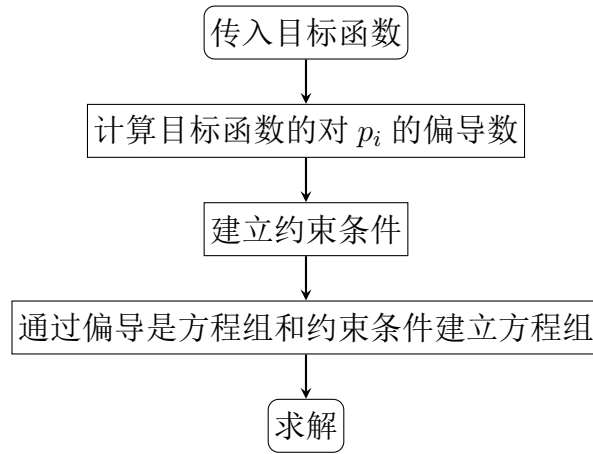 传入目标函数
计算目标函数的对 p_i 的偏导数
建立约束条件
通过偏导是方程组和约束条件建立方程组
求解